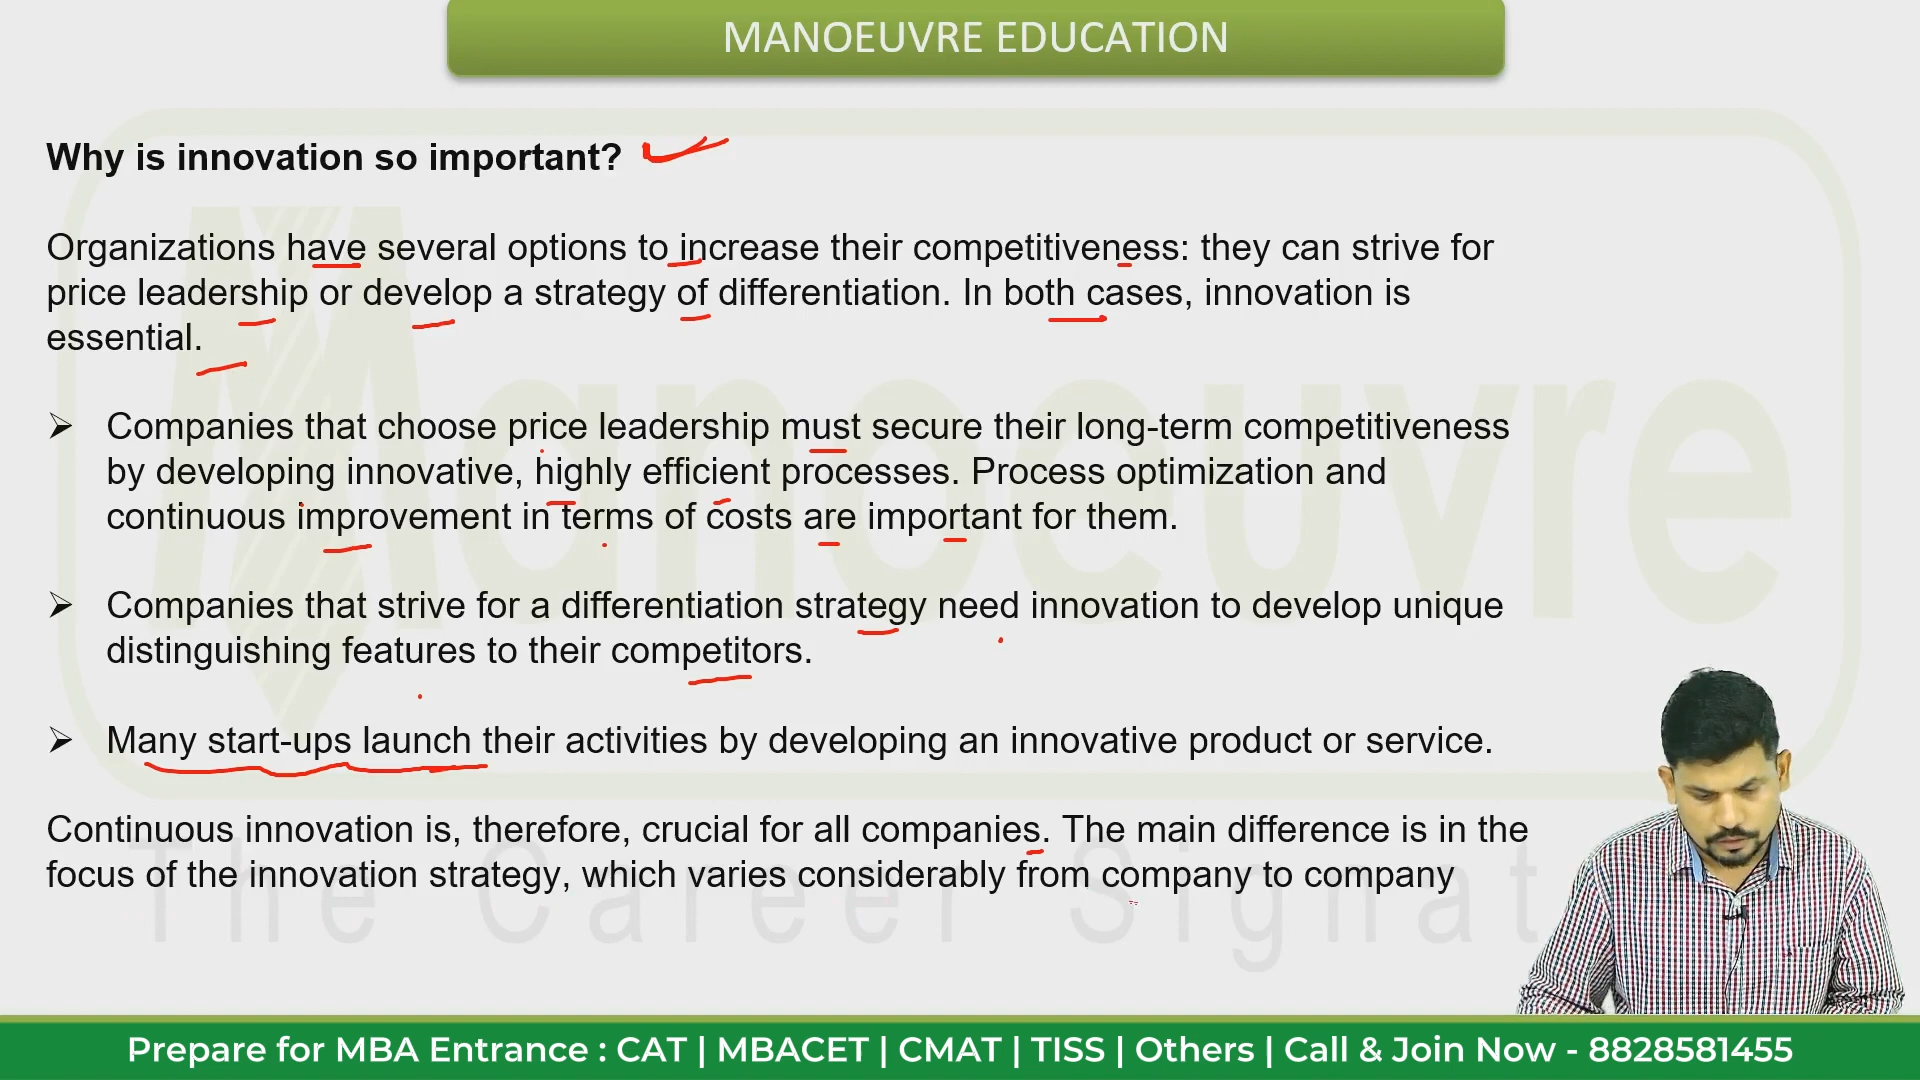 MANOEUVRE EDUCATION
Why is innovation so important?
Organizations have several options to increase their competitiveness: they can strive for
price leadership or develop a strategy of differentiation. In both cases, innovation is
essential.
Companies that choose price leadership must secure their long-term competitiveness
by developing innovative, highly efficient processes. Process optimization and
continuous improvement in terms of costs are important for them.
Companies that strive for a differentiation strategy need innovation to develop unique
distinguishing features to their competitors.
Many start-ups launch their activities by developing an innovative product or service.
Continuous innovation is, therefore, crucial for all companies. The main difference is in the
focus of the innovation strategy, which varies considerably from company to company
Manoeuvre
The Career Signat
Prepare for MBA Entrance : CAT | MBACET | CMAT | TISS | Others | Call & Join Now - 8828581455